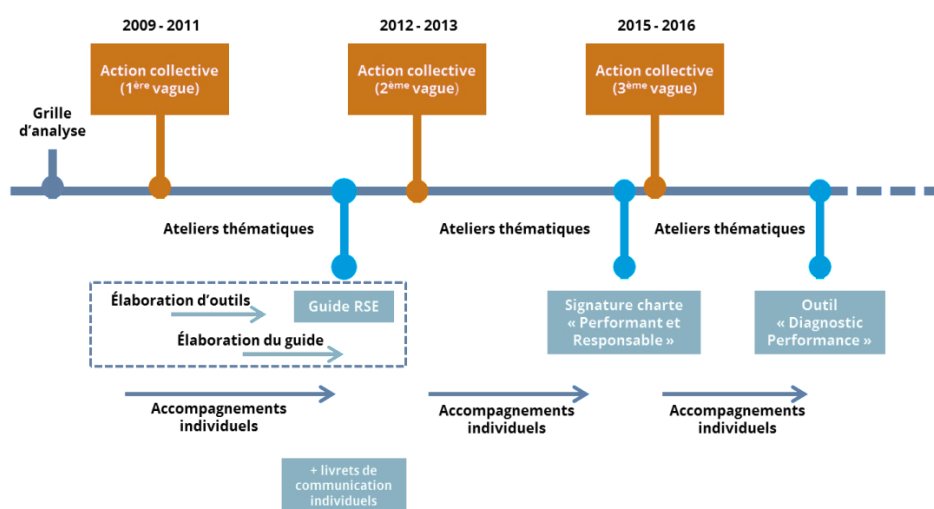 2009 - 2011
2012 - 2013
2015 - 2016
Action collective
(1ère vague)
Action collective
(2ème vague)
Action collective
(3ème vague)
Grille
d’analyse
Ateliers thématiques
Ateliers thématiques
Ateliers thématiques
Élaboration d’outils
Guide RSE
Élaboration du guide
Signature charte
« Performant et
Responsable »
Outil
« Diagnostic
Performance »
Accompagnements
individuels
Accompagnements
individuels
Accompagnements
individuels
+ livrets de
communication
individuels